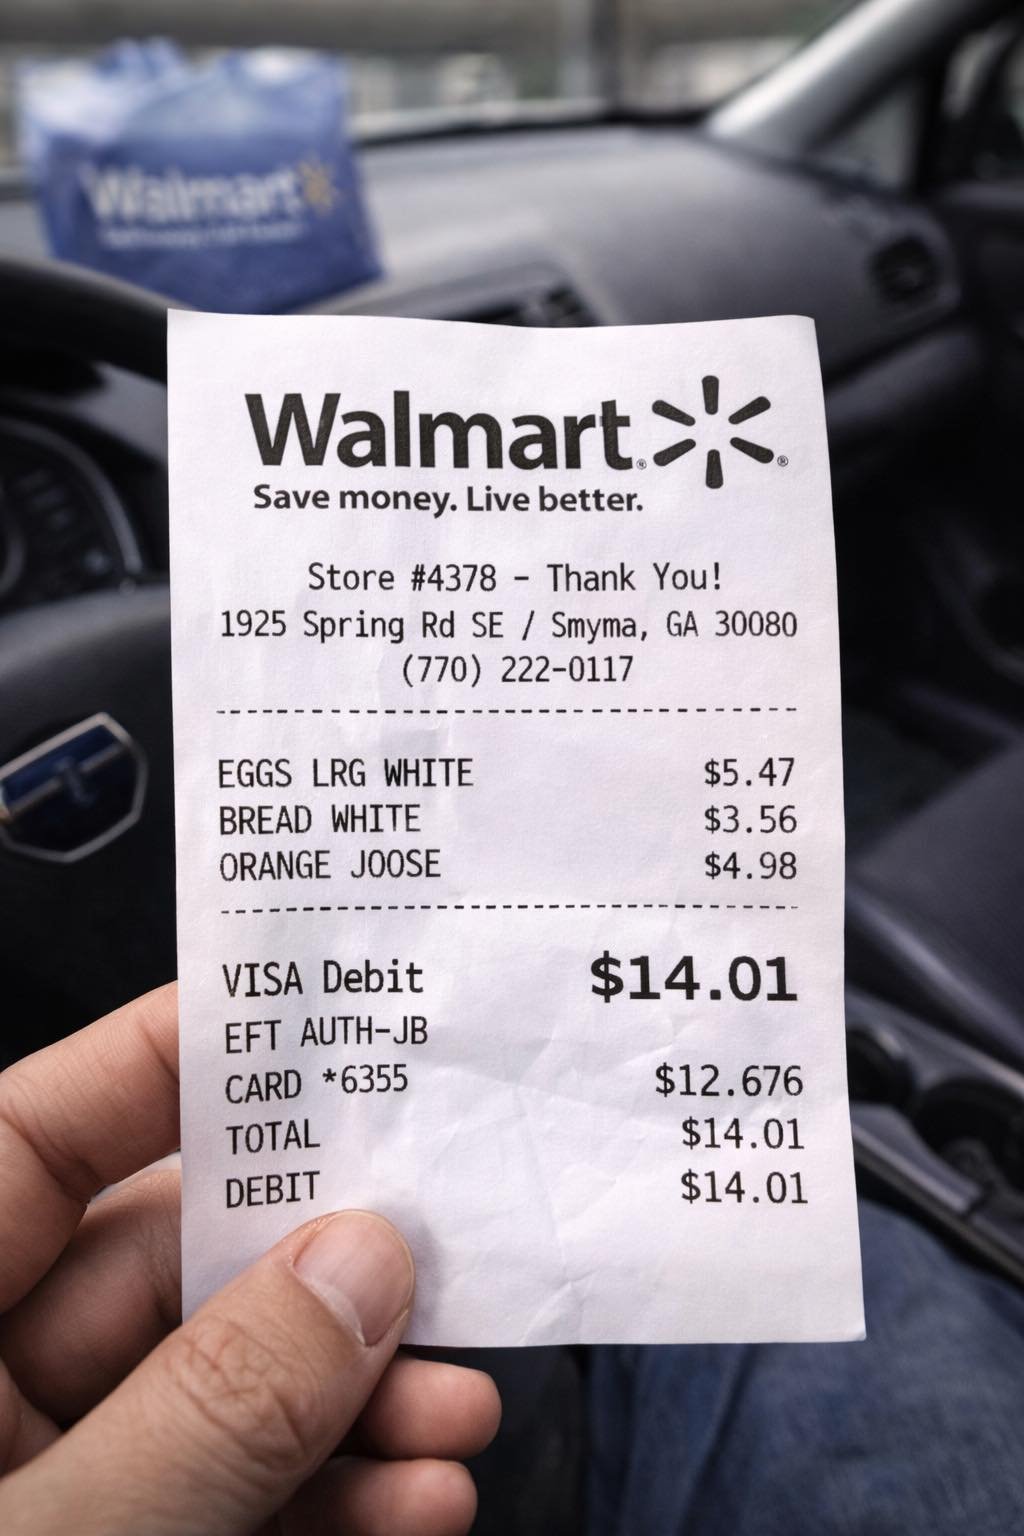 Walmart
Walmart
Save money. Live better.
Store #4378 - Thank You!
1925 Spring Rd SE / Smyma, GA 30080
(770) 222-0117
EGGS LRG WHITE $5.47
BREAD WHITE $3.56
ORANGE JOOSE $4.98
VISA Debit $14.01
EFT AUTH-JB
CARD *6355 $12.676
TOTAL $14.01
DEBIT $14.01